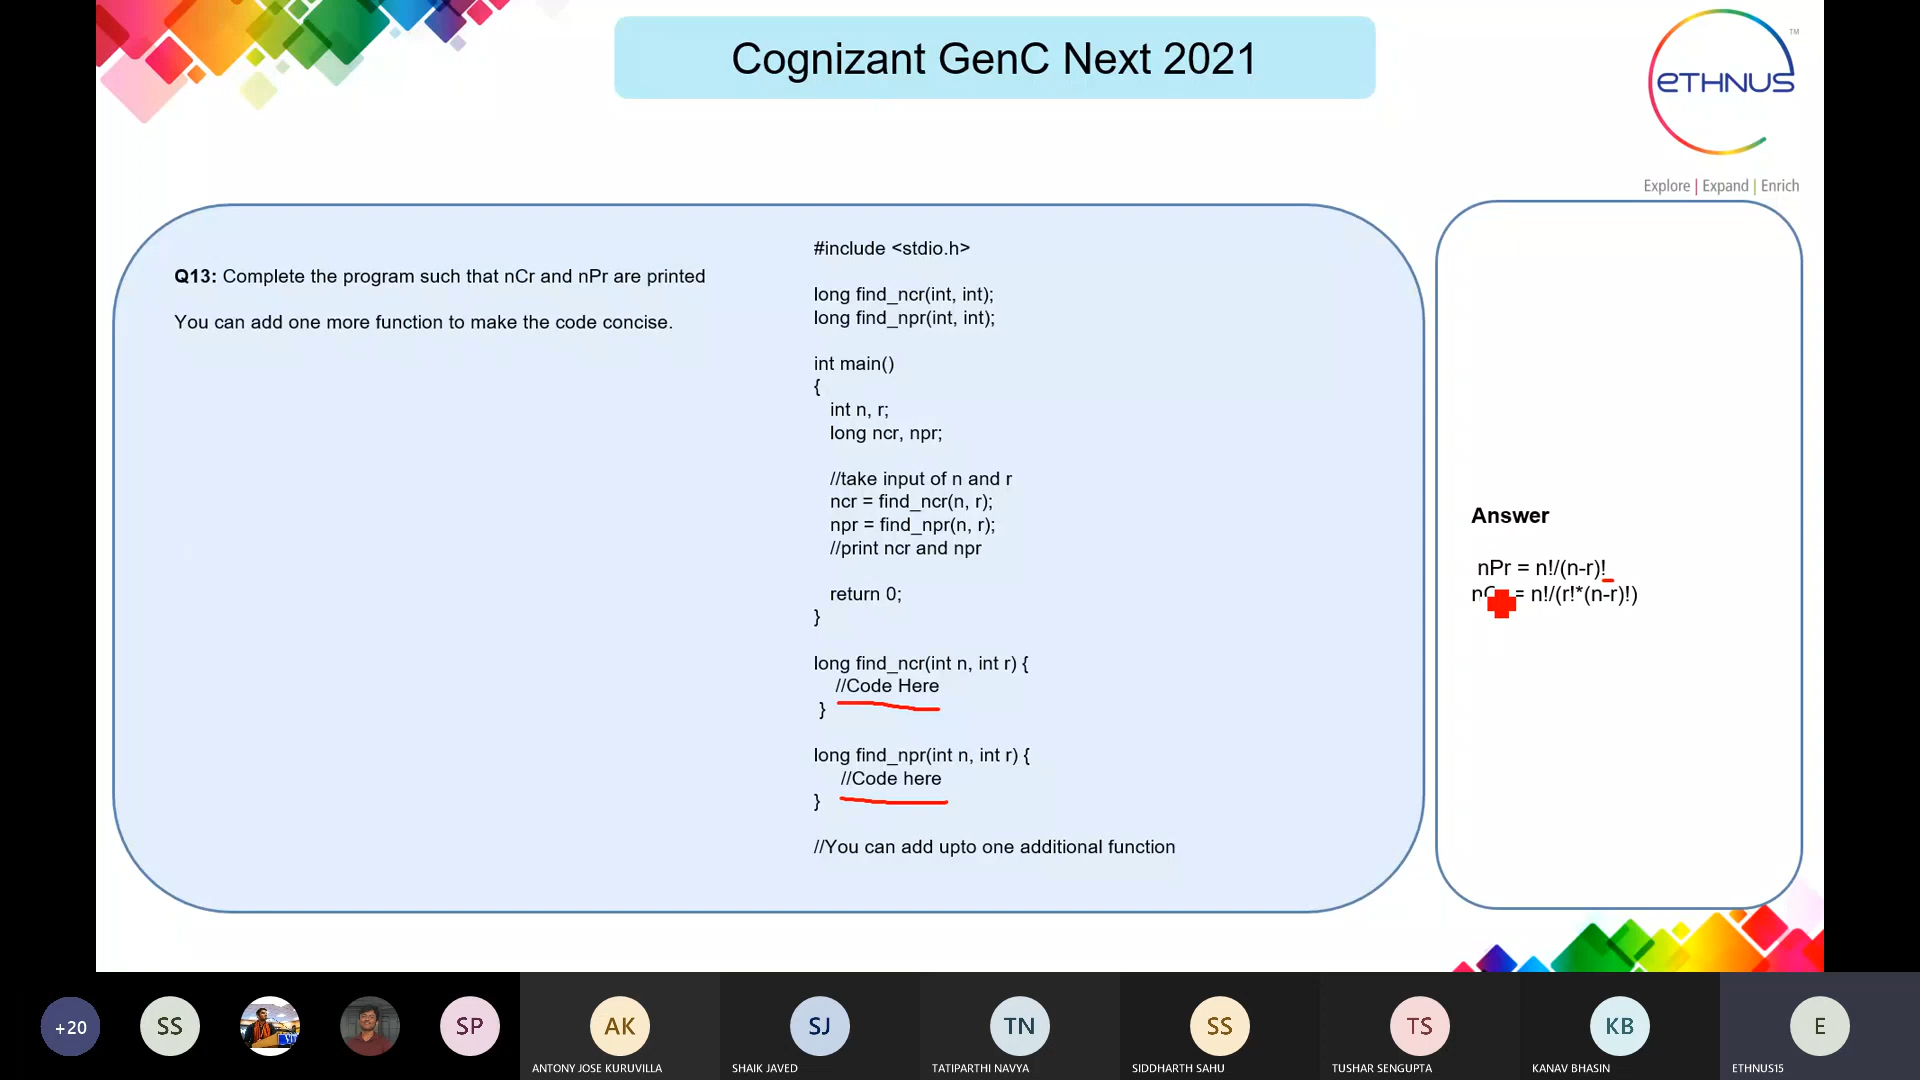 Cognizant GenC Next 2021
eTHNUS
TM
Explore | Expand | Enrich
Q13: Complete the program such that nCr and nPr are printed
You can add one more function to make the code concise.
#include <stdio.h>
long find_ncr(int, int);
long find_npr(int, int);
int main()
{
int n, r;
long ncr, npr;
//take input of n and r
ncr = find_ncr(n, r);
npr = find_npr(n, r);
//print ncr and npr
return 0;
}
long find_ncr(int n, int r) {
//Code Here
}
long find_npr(int n, int r) {
//Code here
}
//You can add upto one additional function
Answer
nPr = n!/(n-r)!
= n!/(r!*(n-r)!)
+20
SS
SP
AK
SJ
TN
SS
TS
KB
E
ANTONY JOSE KURUVILLA
SHAIK JAVED
TATIPARTHI NAVYA
SIDDHARTH SAHU
TUSHAR SENGUPTA
KANAV BHASIN
ETHNUS15